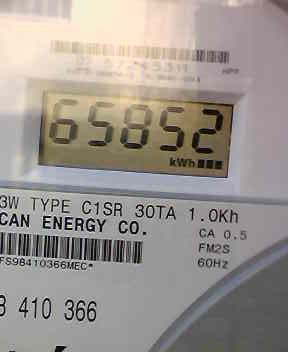 65852
kWh
3W TYPE C1SR 30TA 1.0Kh
CAN ENERGY CO.
CA 0.5
FM2S
FS98410366MEC*
60Hz
8 410 366